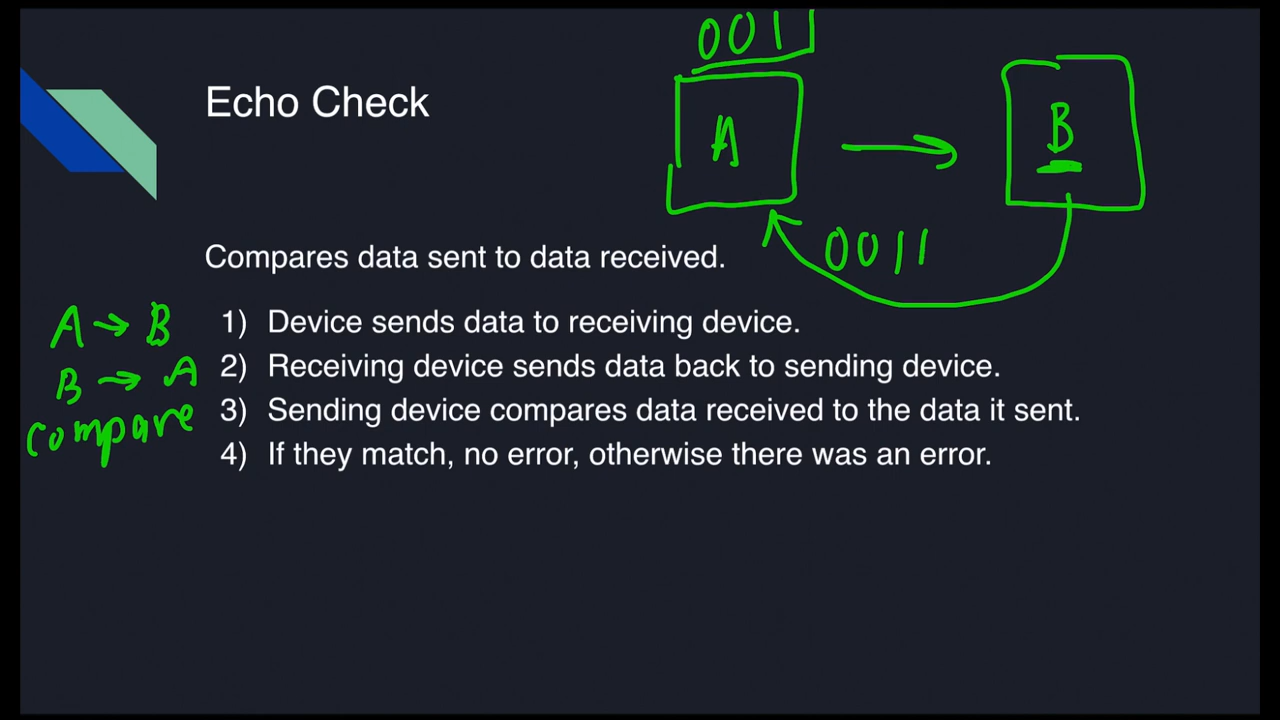 001
Echo Check
A
B
0011
Compares data sent to data received.
A → B
1) Device sends data to receiving device.
B → A
2) Receiving device sends data back to sending device.
compare
3) Sending device compares data received to the data it sent.
4) If they match, no error, otherwise there was an error.